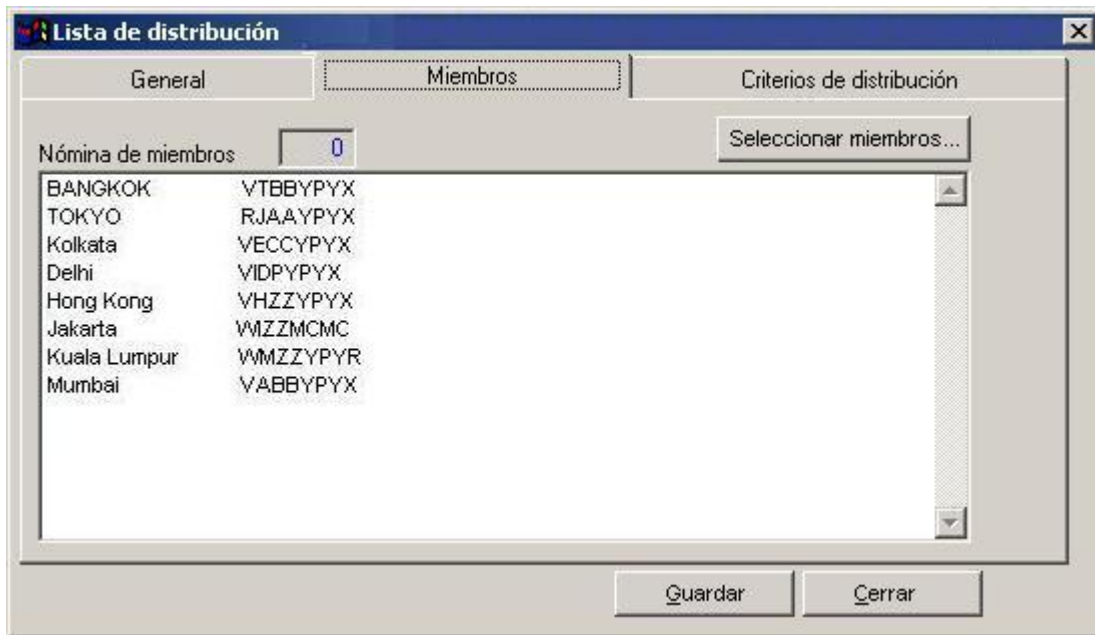 Lista de distribución
General Miembros Criterios de distribución
Seleccionar miembros...
Nómina de miembros 0
BANGKOK VTBBYPYX
TOKYO RJAAYPYX
Kolkata VECCYPYX
Delhi VIDPYPYX
Hong Kong VHZZYPYX
Jakarta WIZZMCMC
Kuala Lumpur WMZZYPYR
Mumbai VABBYPYX
Guardar Cerrar